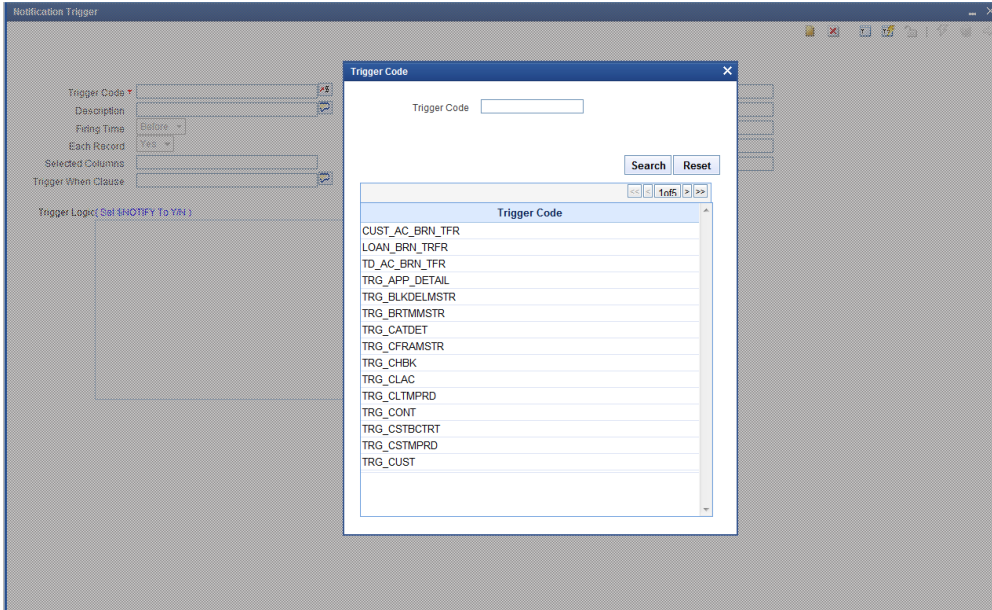 Notification Trigger
Trigger Code *
Description
Firing Time Before
Each Record Yes
Selected Columns
Trigger When Clause
Trigger Logic( Set $NOTIFY To Y/N )
Trigger Code
Trigger Code
Search Reset
<< < 1of5 > >>
Trigger Code
CUST_AC_BRN_TFR
LOAN_BRN_TRFR
TD_AC_BRN_TFR
TRG_APP_DETAIL
TRG_BLKDELMSTR
TRG_BRTMMSTR
TRG_CATDET
TRG_CFRAMSTR
TRG_CHBK
TRG_CLAC
TRG_CLTMPRD
TRG_CONT
TRG_CSTBCTRT
TRG_CSTMPRD
TRG_CUST